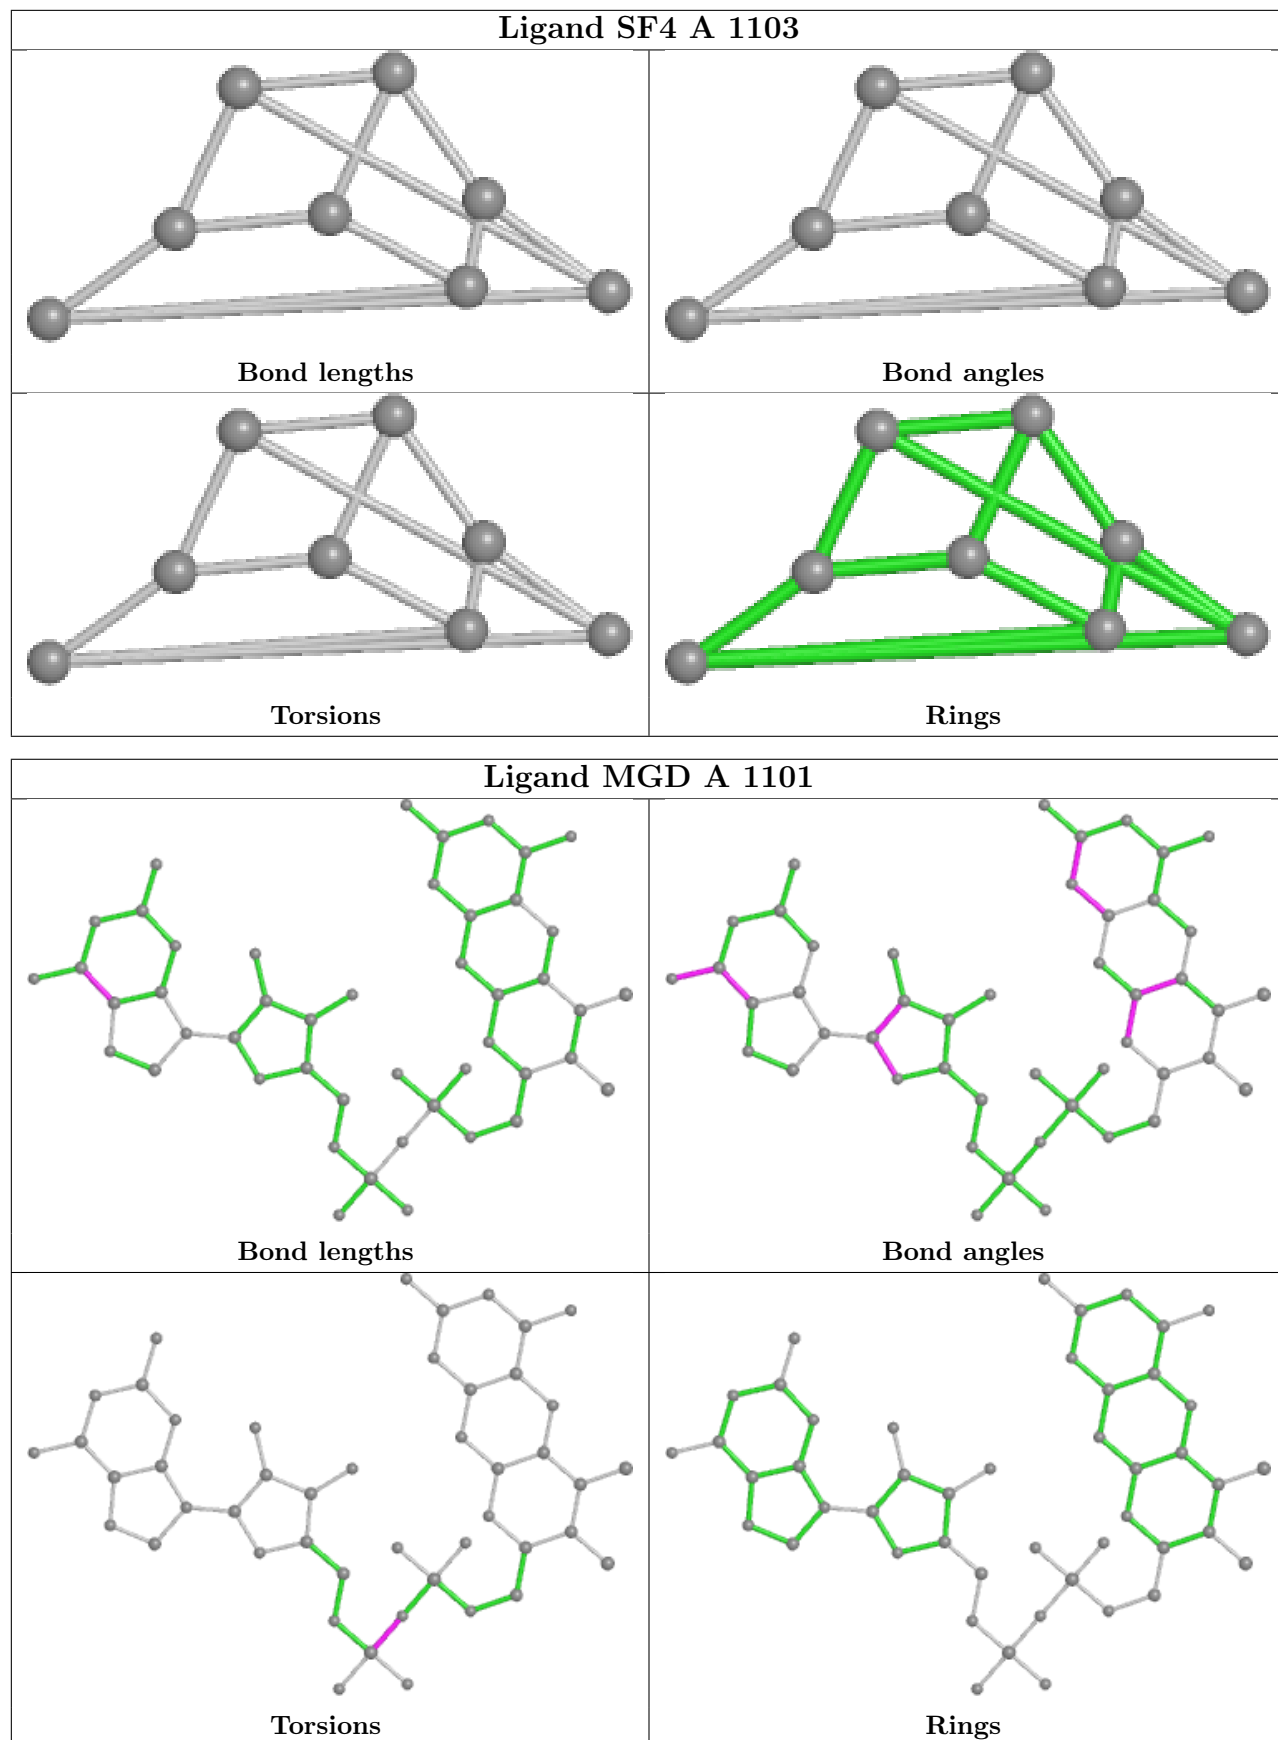 Ligand SF4 A 1103
Bond lengths
Bond angles
Torsions
Rings
Ligand MGD A 1101
Bond lengths
Bond angles
Torsions
Rings